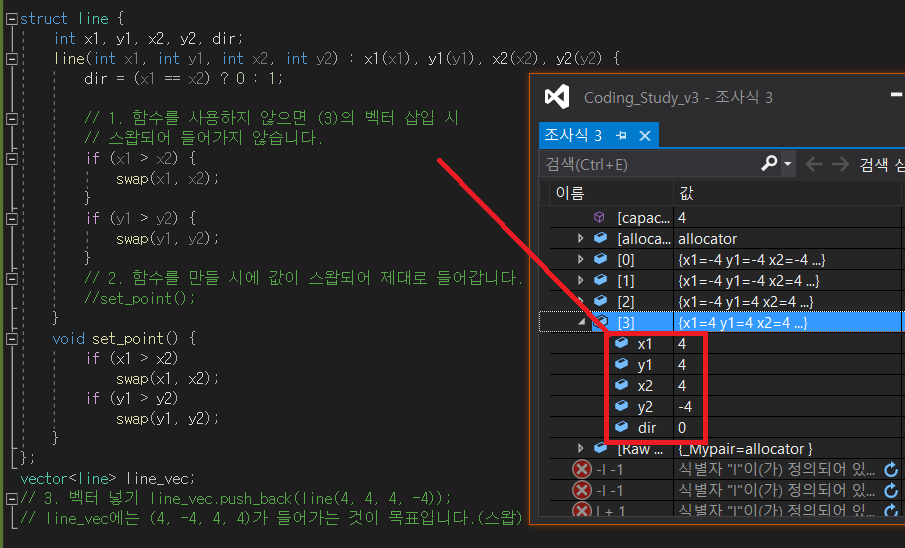 struct line {
int x1, y1, x2, y2, dir;
line(int x1, int y1, int x2, int y2) : x1(x1), y1(y1), x2(x2), y2(y2) {
dir = (x1 == x2) ? 0 : 1;
// 1. 함수를 사용하지 않으면 (3)의 벡터 삽입 시
// 스왑되어 들어가지 않습니다.
if (x1 > x2) {
swap(x1, x2);
}
if (y1 > y2) {
swap(y1, y2);
}
// 2. 함수를 만들 시에 값이 스왑되어 제대로 들어갑니다.
//set_point();
}
void set_point() {
if (x1 > x2)
swap(x1, x2);
if (y1 > y2)
swap(y1, y2);
}
};
vector<line> line_vec;
// 3. 벡터 넣기 line_vec.push_back(line(4, 4, 4, -4));
// line_vec에는 (4, -4, 4, 4)가 들어가는 것이 목표입니다.(스왑)
Coding_Study_v3 - 조사식 3
조사식 3
검색(Ctrl+E)
검색 심
이름 값
[capac... 4
[alloca... allocator
[0] {x1=-4 y1=-4 x2=-4 ...}
[1] {x1=-4 y1=-4 x2=4 ...}
[2] {x1=-4 y1=4 x2=4 ...}
[3] {x1=4 y1=4 x2=4 ...}
x1 4
y1 4
x2 4
y2 -4
dir 0
[Raw ... {_Mypair=allocator }
-l -1 식별자 "l"이(가) 정의되어 있...
-l -1 식별자 "l"이(가) 정의되어 있...
l + 1 식별자 "l"이(가) 정의되어 있...